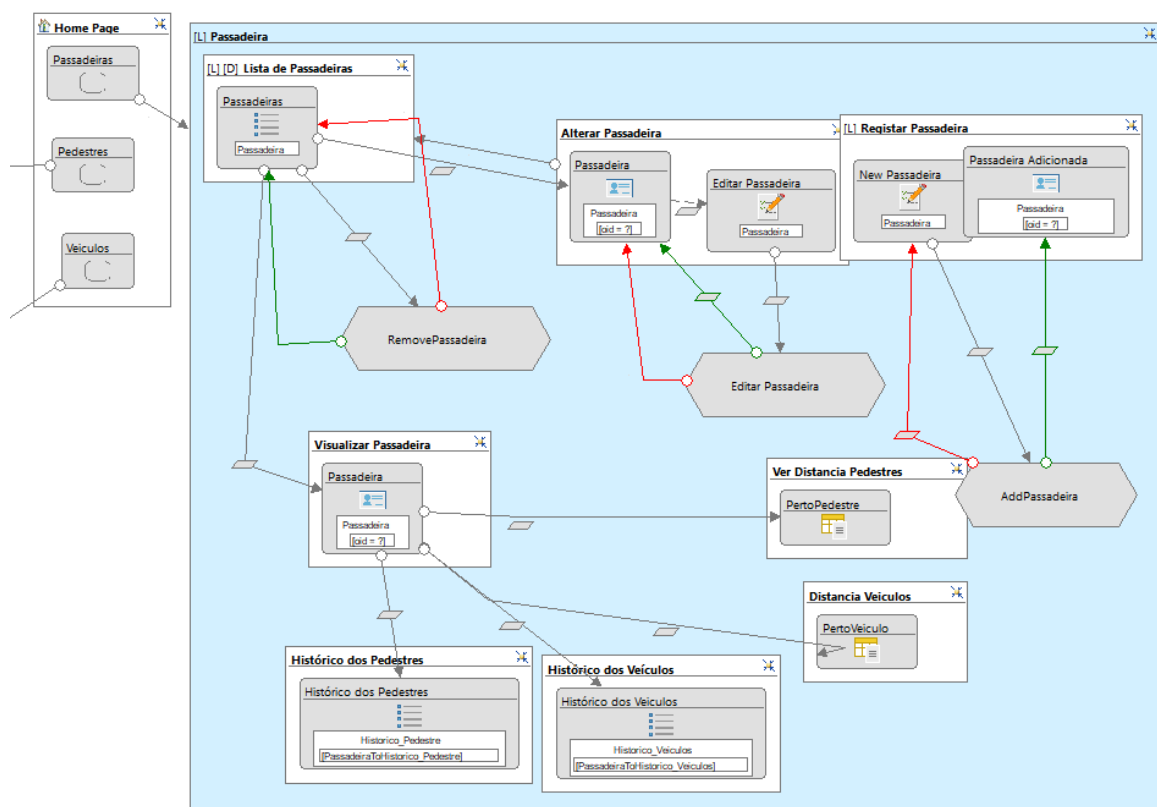 Home Page
Passadeiras
Pedestres
Veiculos
[L] Passadeira
[L] [D] Lista de Passadeiras
Passadeiras
Passadeira
Alterar Passadeira
Passadeira
Passadeira
[oid = ?]
Editar Passadeira
Passadeira
[L] Registar Passadeira
New Passadeira
Passadeira
Passadeira Adicionada
Passadeira
[oid = ?]
RemovePassadeira
Editar Passadeira
AddPassadeira
Visualizar Passadeira
Passadeira
Passadeira
[oid = ?]
Ver Distancia Pedestres
PertoPedestre
Distancia Veiculos
PertoVeiculo
Histórico dos Pedestres
Histórico dos Pedestres
Historico_Pedestre
[PassadeiraToHistorico_Pedestre]
Histórico dos Veículos
Histórico dos Veiculos
Historico_Veiculos
[PassadeiraToHistorico_Veiculos]